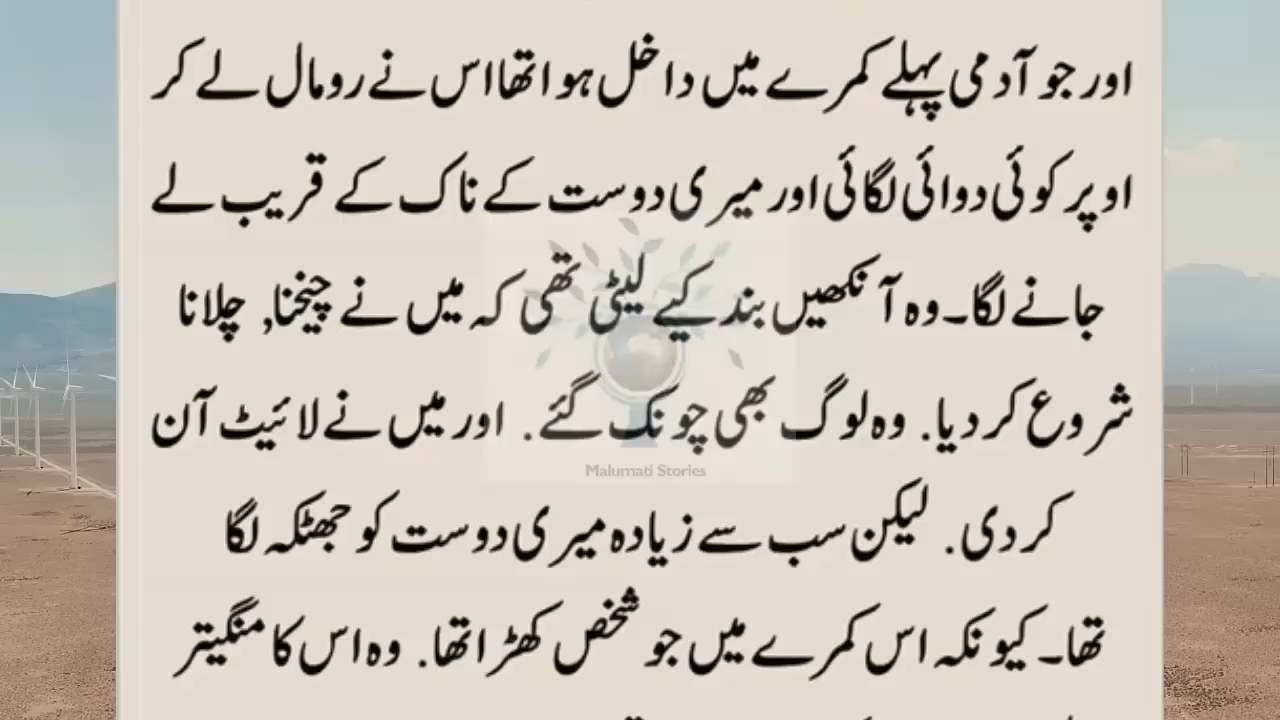 اور جو آدمی پہلے کمرے میں داخل ہوا تھا اس نے رومال لے کر
اوپر کوئی دوائی لگائی اور میری دوست کے ناک کے قریب لے
جانے لگا۔ وہ آنکھیں بند کیے لیٹی تھی کہ میں نے چیخنا, چلانا
شروع کر دیا. وہ لوگ بھی چونک گئے. اور میں نے لائیٹ آن
Malumati Stories
کر دی. لیکن سب سے زیادہ میری دوست کو جھٹکہ لگا
تھا۔ کیونکہ اس کمرے میں جو شخص کھڑا تھا. وہ اس کا منگیتر